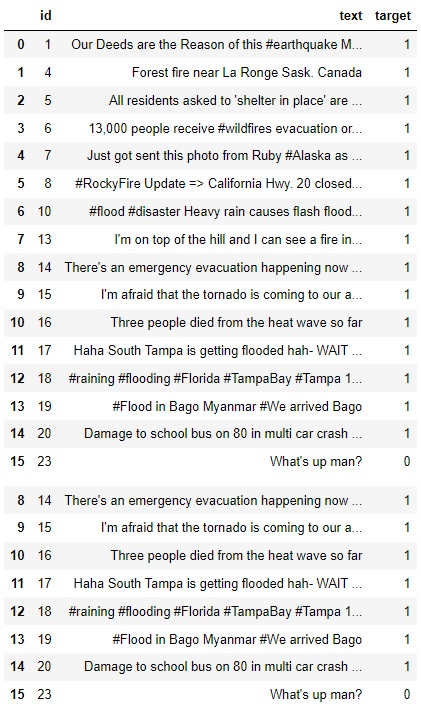 id text target
0 1 Our Deeds are the Reason of this #earthquake M... 1
1 4 Forest fire near La Ronge Sask. Canada 1
2 5 All residents asked to 'shelter in place' are ... 1
3 6 13,000 people receive #wildfires evacuation or... 1
4 7 Just got sent this photo from Ruby #Alaska as ... 1
5 8 #RockyFire Update => California Hwy. 20 closed... 1
6 10 #flood #disaster Heavy rain causes flash flood... 1
7 13 I'm on top of the hill and I can see a fire in... 1
8 14 There's an emergency evacuation happening now ... 1
9 15 I'm afraid that the tornado is coming to our a... 1
10 16 Three people died from the heat wave so far 1
11 17 Haha South Tampa is getting flooded hah- WAIT ... 1
12 18 #raining #flooding #Florida #TampaBay #Tampa 1... 1
13 19 #Flood in Bago Myanmar #We arrived Bago 1
14 20 Damage to school bus on 80 in multi car crash ... 1
15 23 What's up man? 0
8 14 There's an emergency evacuation happening now ... 1
9 15 I'm afraid that the tornado is coming to our a... 1
10 16 Three people died from the heat wave so far 1
11 17 Haha South Tampa is getting flooded hah- WAIT ... 1
12 18 #raining #flooding #Florida #TampaBay #Tampa 1... 1
13 19 #Flood in Bago Myanmar #We arrived Bago 1
14 20 Damage to school bus on 80 in multi car crash ... 1
15 23 What's up man? 0